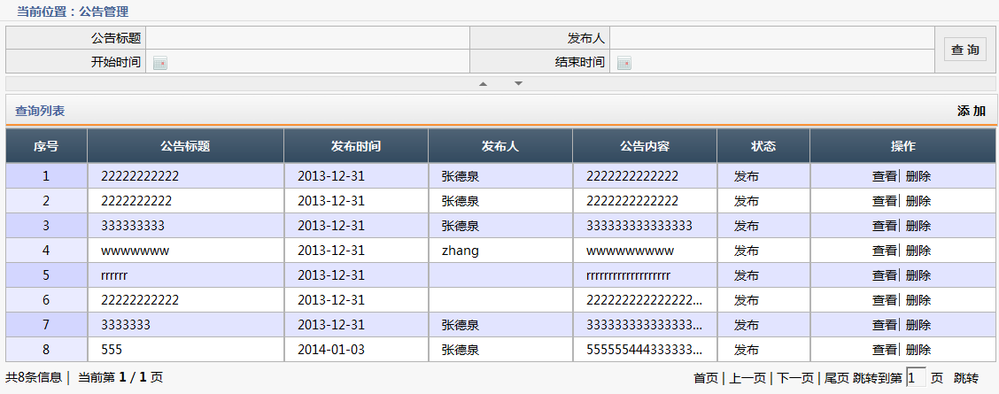 当前位置：公告管理
公告标题 发布人
查 询
开始时间 结束时间
查询列表 添 加
序号 公告标题 发布时间 发布人 公告内容 状态 操作
1 22222222222 2013-12-31 张德泉 2222222222222 发布 查看| 删除
2 2222222222 2013-12-31 张德泉 2222222222222 发布 查看| 删除
3 333333333 2013-12-31 张德泉 333333333333333 发布 查看| 删除
4 wwwwwww 2013-12-31 zhang wwwwwwwww 发布 查看| 删除
5 rrrrrr 2013-12-31 rrrrrrrrrrrrrrrrrrr 发布 查看| 删除
6 22222222222 2013-12-31 222222222222222... 发布 查看| 删除
7 3333333 2013-12-31 张德泉 333333333333333... 发布 查看| 删除
8 555 2014-01-03 张德泉 555555444333333... 发布 查看| 删除
共8条信息 | 当前第 1 / 1 页 首页 | 上一页 | 下一页 | 尾页 跳转到第 1 页 跳转